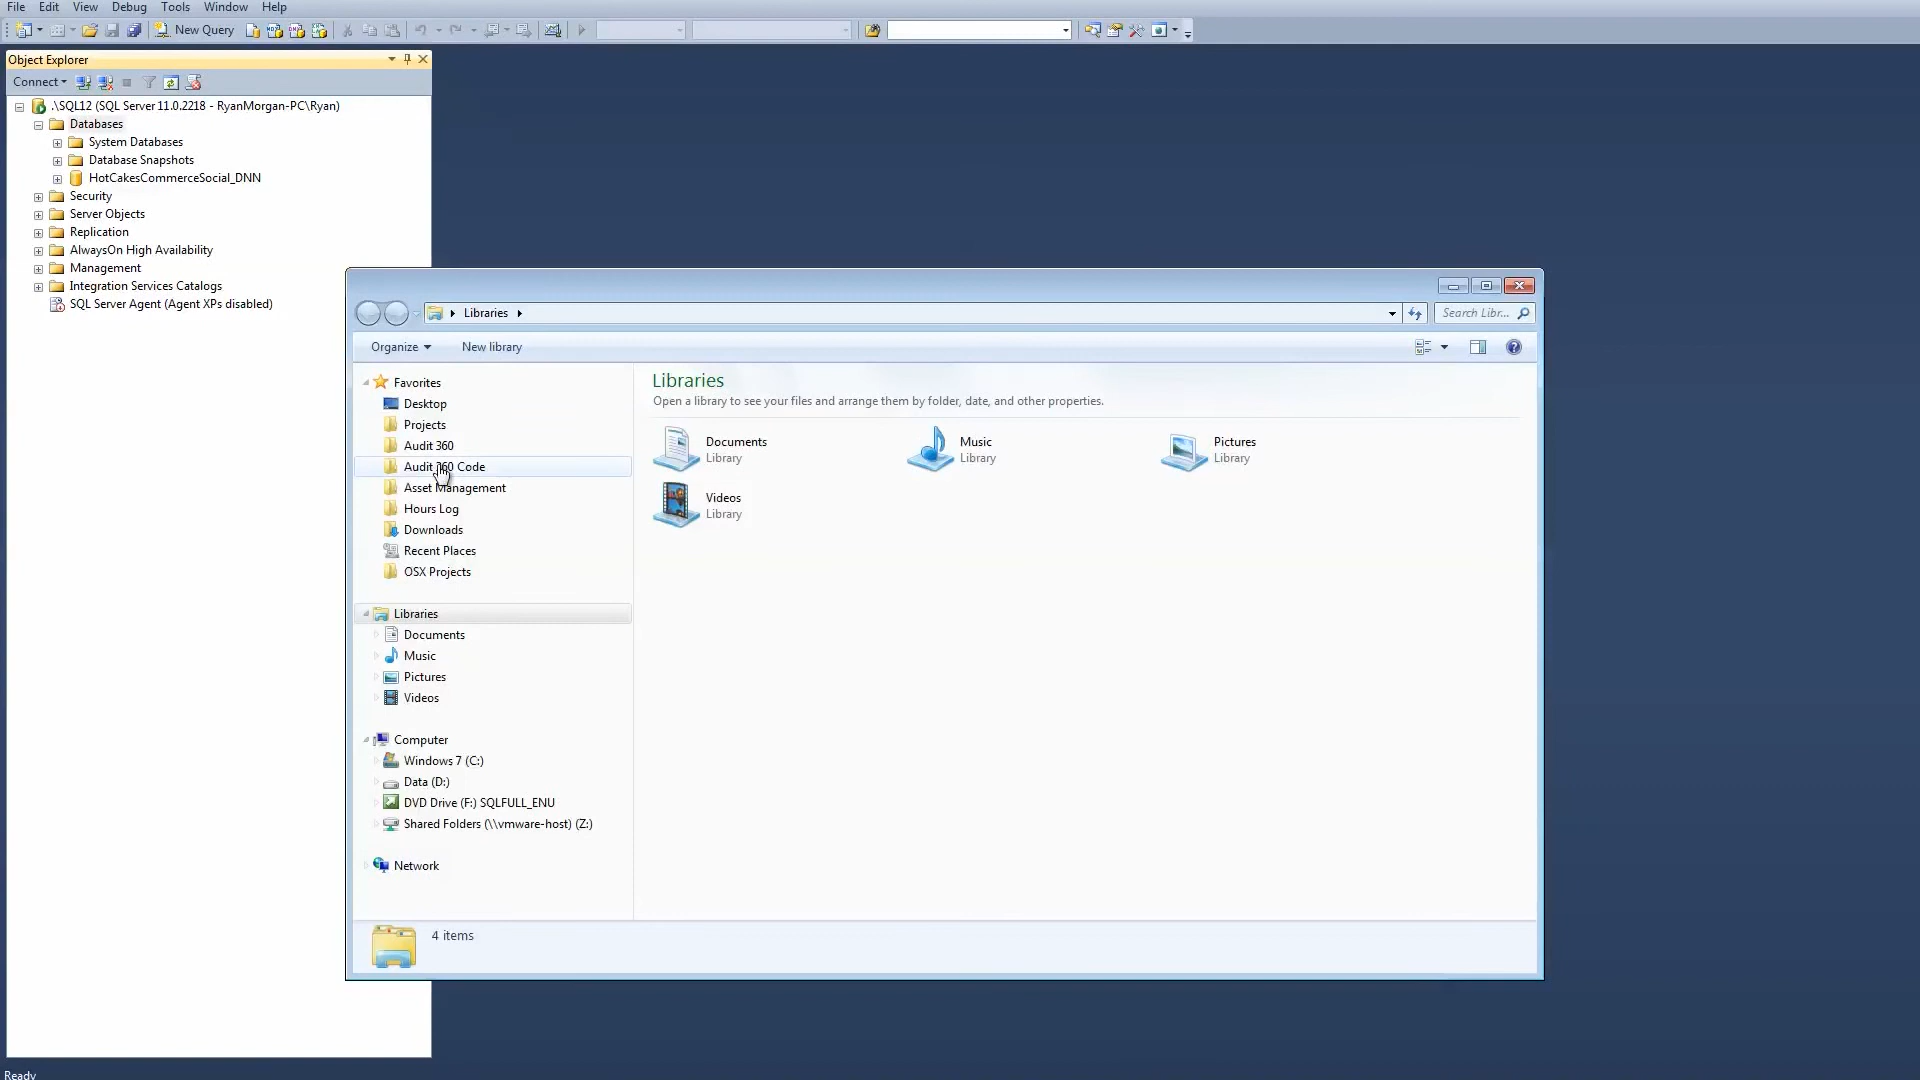 File Edit View Debug Tools Window Help
New Query
Object Explorer
Connect
.\SQL12 (SQL Server 11.0.2218 - RyanMorgan-PC\Ryan)
Databases
System Databases
Database Snapshots
HotCakesCommerceSocial_DNN
Security
Server Objects
Replication
AlwaysOn High Availability
Management
Integration Services Catalogs
SQL Server Agent (Agent XPs disabled)
Libraries
Search Libr...
Organize New library
Favorites
Desktop
Projects
Audit 360
Audit 360 Code
Asset Management
Hours Log
Downloads
Recent Places
OSX Projects
Libraries
Documents
Music
Pictures
Videos
Computer
Windows 7 (C:)
Data (D:)
DVD Drive (F:) SQLFULL_ENU
Shared Folders (\\vmware-host) (Z:)
Network
Libraries
Open a library to see your files and arrange them by folder, date, and other properties.
Documents
Library
Music
Library
Pictures
Library
Videos
Library
4 items
Ready